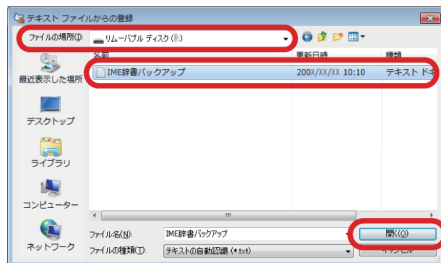 テキスト ファイルからの登録
ファイルの場所(I):
リムーバブル ディスク (I:)
名前
更新日時
種類
IME辞書バックアップ
200X/XX/XX 10:10
テキスト ドキ
最近表示した場所
デスクトップ
ライブラリ
コンピューター
ネットワーク
ファイル名(N):
IME辞書バックアップ
開く(O)
ファイルの種類(T):
テキストの自動認識 (*.txt)
キャンセル